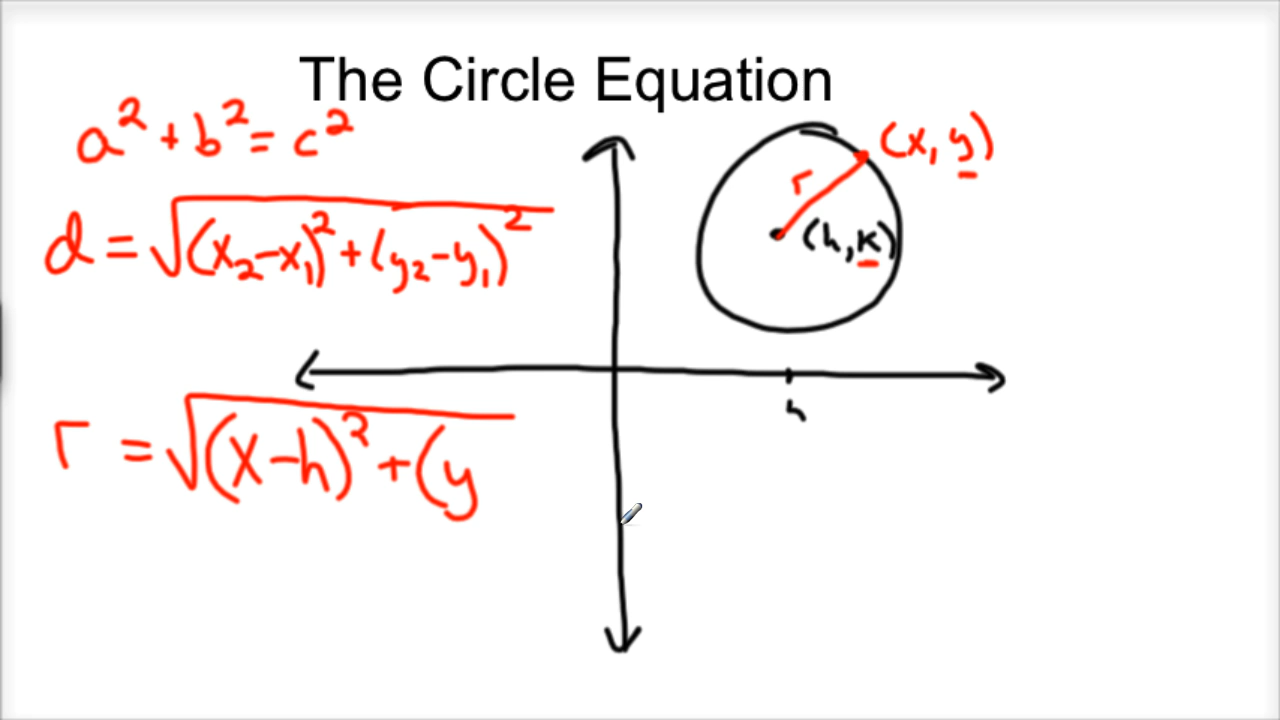 The Circle Equation
a² + b² = c²
d = √(x₂-x₁)² + (y₂-y₁)²
r = √(x-h)² + (y
(x, y)
r
(h, k)
h